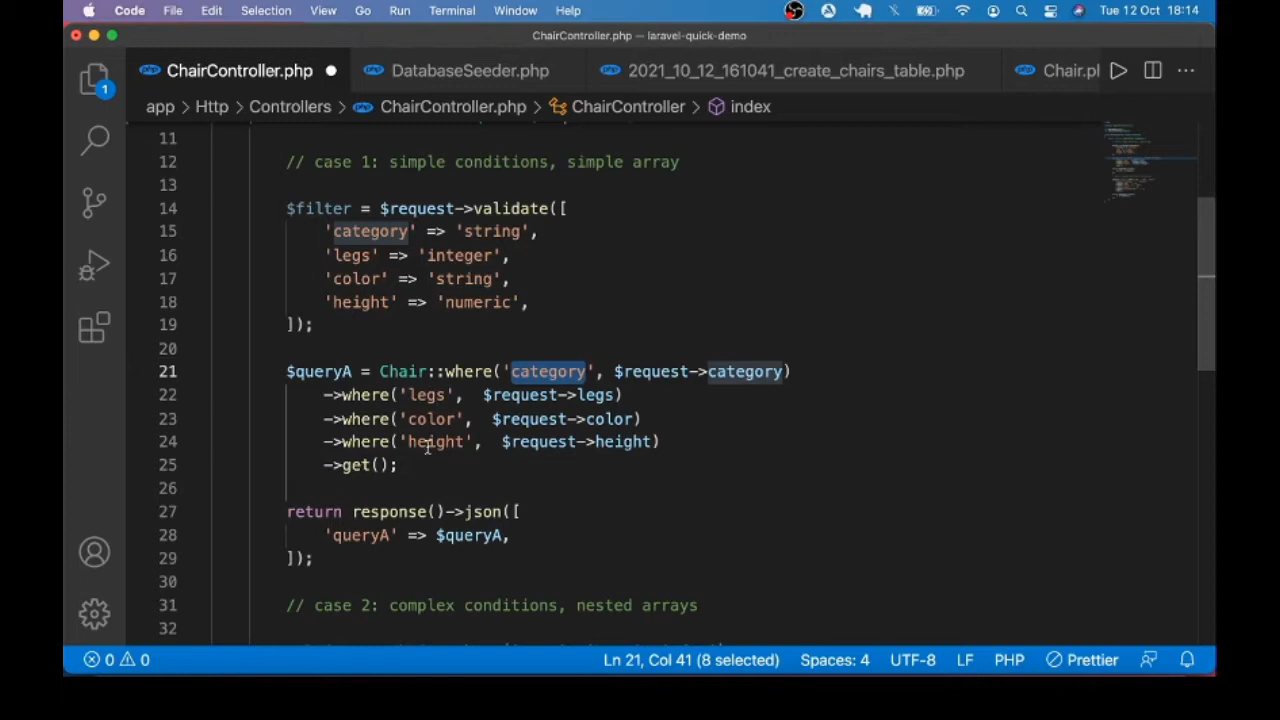 Code File Edit Selection View Go Run Terminal Window Help Tue 12 Oct 18:14
ChairController.php — laravel-quick-demo
php ChairController.php php DatabaseSeeder.php php 2021_10_12_161041_create_chairs_table.php php Chair.pl
1
app > Http > Controllers > php ChairController.php > ChairController > index
11
12 // case 1: simple conditions, simple array
13
14 $filter = $request->validate([
15 'category' => 'string',
16 'legs' => 'integer',
17 'color' => 'string',
18 'height' => 'numeric',
19 ]);
20
21 $queryA = Chair::where('category', $request->category)
22 ->where('legs', $request->legs)
23 ->where('color', $request->color)
24 ->where('height', $request->height)
25 ->get();
26
27 return response()->json([
28 'queryA' => $queryA,
29 ]);
30
31 // case 2: complex conditions, nested arrays
32
0 0 Ln 21, Col 41 (8 selected) Spaces: 4 UTF-8 LF PHP Prettier